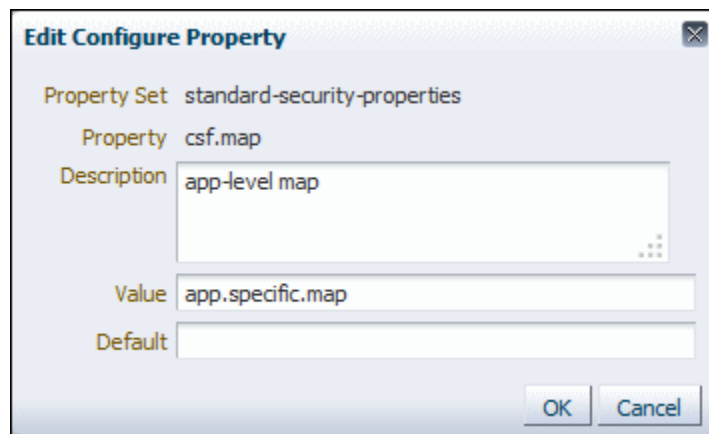 Edit Configure Property
Property Set standard-security-properties
Property csf.map
Description app-level map
Value app.specific.map
Default
OK Cancel